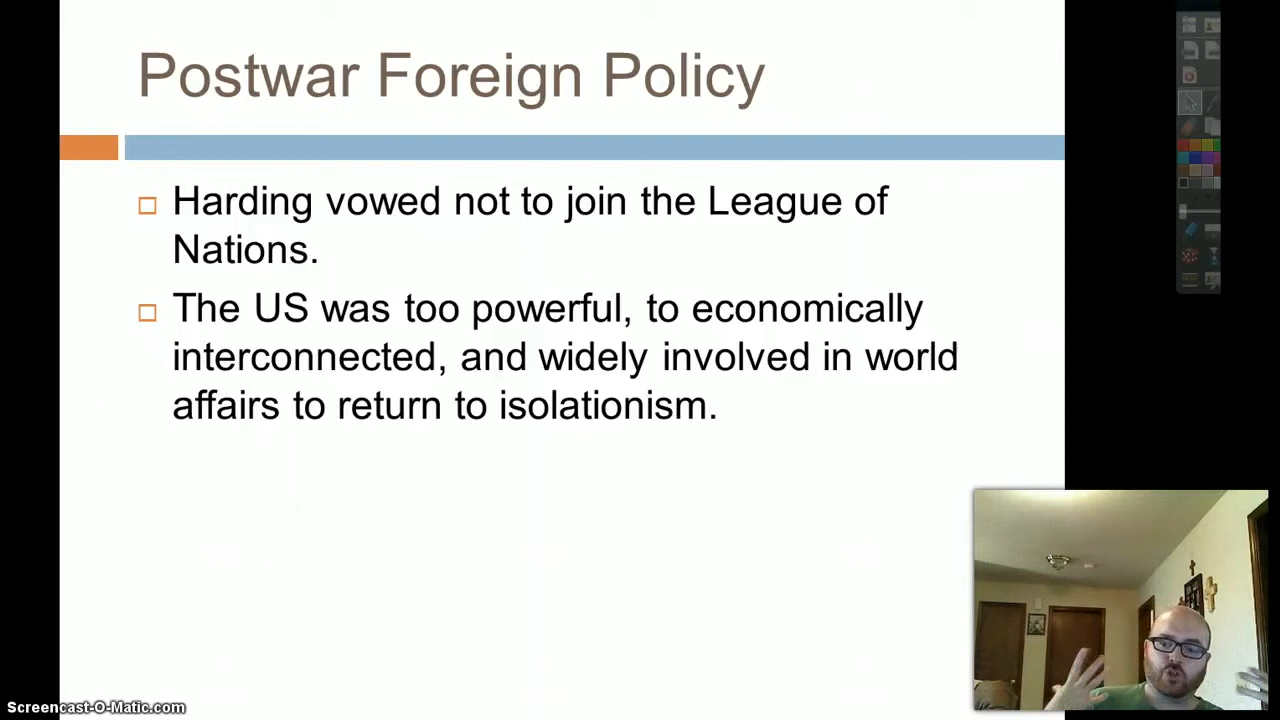 Postwar Foreign Policy
Harding vowed not to join the League of
Nations.
The US was too powerful, to economically
interconnected, and widely involved in world
affairs to return to isolationism.
Screencast-O-Matic.com